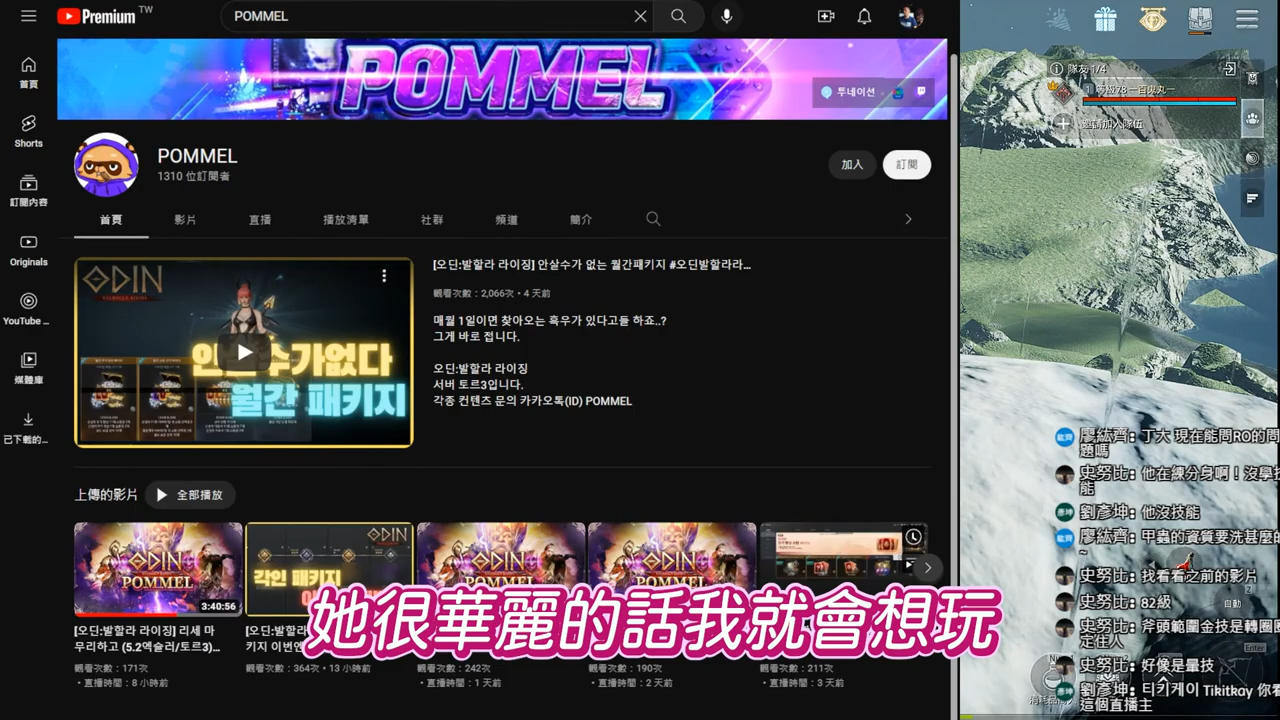 Premium TW
POMMEL
POMMEL
투네이션
首頁
Shorts
訂閱內容
Originals
YouTube ...
媒體庫
已下載的...
POMMEL
1310 位訂閱者
加入
訂閱
首頁
影片
直播
播放清單
社群
頻道
簡介
ODIN
월간 패키지
[오딘:발할라 라이징] 안살수가 없는 월간패키지 #오딘발할라라...
觀看次數：2,066次・4 天前
매월 1일이면 찾아오는 흑우가 있다고들 하죠..?
그게 바로 접니다.
오딘:발할라 라이징
서버 토르3입니다.
각종 컨텐츠 문의 카카오톡(ID) POMMEL
上傳的影片
全部播放
ODIN
POMMEL
3:40:56
ODIN
각인 패키지
ODIN
POMMEL
ODIN
POMMEL
[오딘:발할라 라이징] 리세 마
무리하고 (5.2액슬러/토르3)...
觀看次數：171次
・直播時間：8 小時前
觀看次數：364次・13 小時前
觀看次數：242次
・直播時間：1 天前
觀看次數：190次
・直播時間：2 天前
觀看次數：211次
・直播時間：3 天前
她很華麗的話我就會想玩
隊友 1/4
邀請加入隊伍
廖紘齊: 丁大 現在能問RO的問
題嗎
史努比: 他在練分身啊！沒學技
能
劉彥坤: 他沒技能
廖紘齊: 甲蟲的資質要洗甚麼的
~
史努比: 找看看之前的影片
自動
史努比: 82級
史努比: 斧頭範圍金技是轉圈圈
定住人
Enter
史努比: 好像是暈技
劉彥坤: 티키케이 Tikitkay 你看
這個直播主